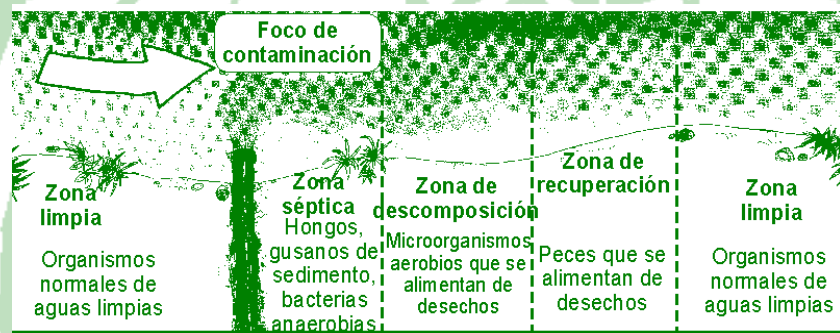 Foco de
contaminación
Zona
limpia
Organismos
normales de
aguas limpias
Zona
séptica
Hongos,
gusanos de
sedimento,
bacterias
anaerobias
Zona de
descomposición
Microorganismos
aerobios que se
alimentan de
desechos
Zona de
recuperación
Peces que se
alimentan de
desechos
Zona
limpia
Organismos
normales de
aguas limpias